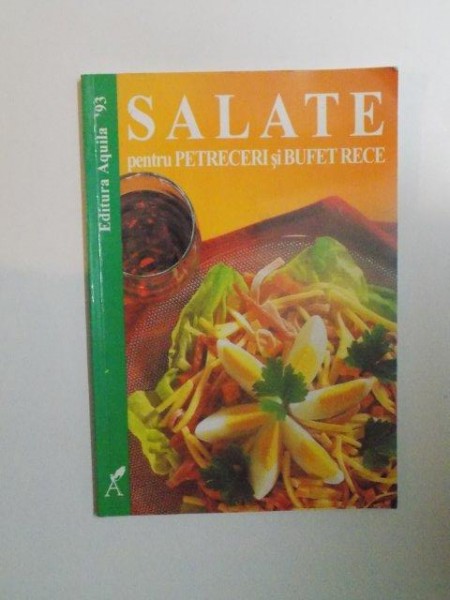 SALATE
pentru PETRECERI și BUFET RECE
Editura Aquila '93
A